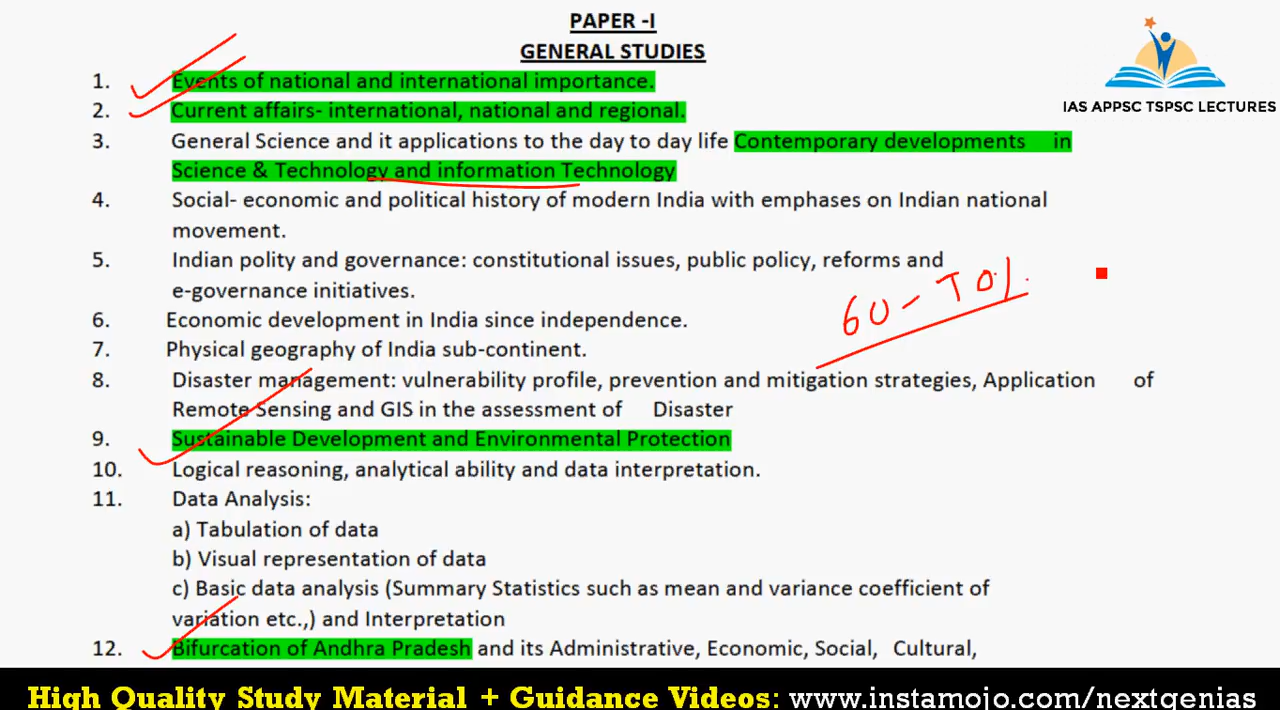 PAPER -I
GENERAL STUDIES
IAS APPSC TSPSC LECTURES
1. Events of national and international importance.
2. Current affairs- international, national and regional.
3. General Science and it applications to the day to day life Contemporary developments in
Science & Technology and information Technology
4. Social- economic and political history of modern India with emphases on Indian national
movement.
5. Indian polity and governance: constitutional issues, public policy, reforms and
e-governance initiatives.
60-70%.
6. Economic development in India since independence.
7. Physical geography of India sub-continent.
8. Disaster management: vulnerability profile, prevention and mitigation strategies, Application of
Remote Sensing and GIS in the assessment of Disaster
9. Sustainable Development and Environmental Protection
10. Logical reasoning, analytical ability and data interpretation.
11. Data Analysis:
a) Tabulation of data
b) Visual representation of data
c) Basic data analysis (Summary Statistics such as mean and variance coefficient of
variation etc.,) and Interpretation
12. Bifurcation of Andhra Pradesh and its Administrative, Economic, Social, Cultural,
High Quality Study Material + Guidance Videos: www.instamojo.com/nextgenias